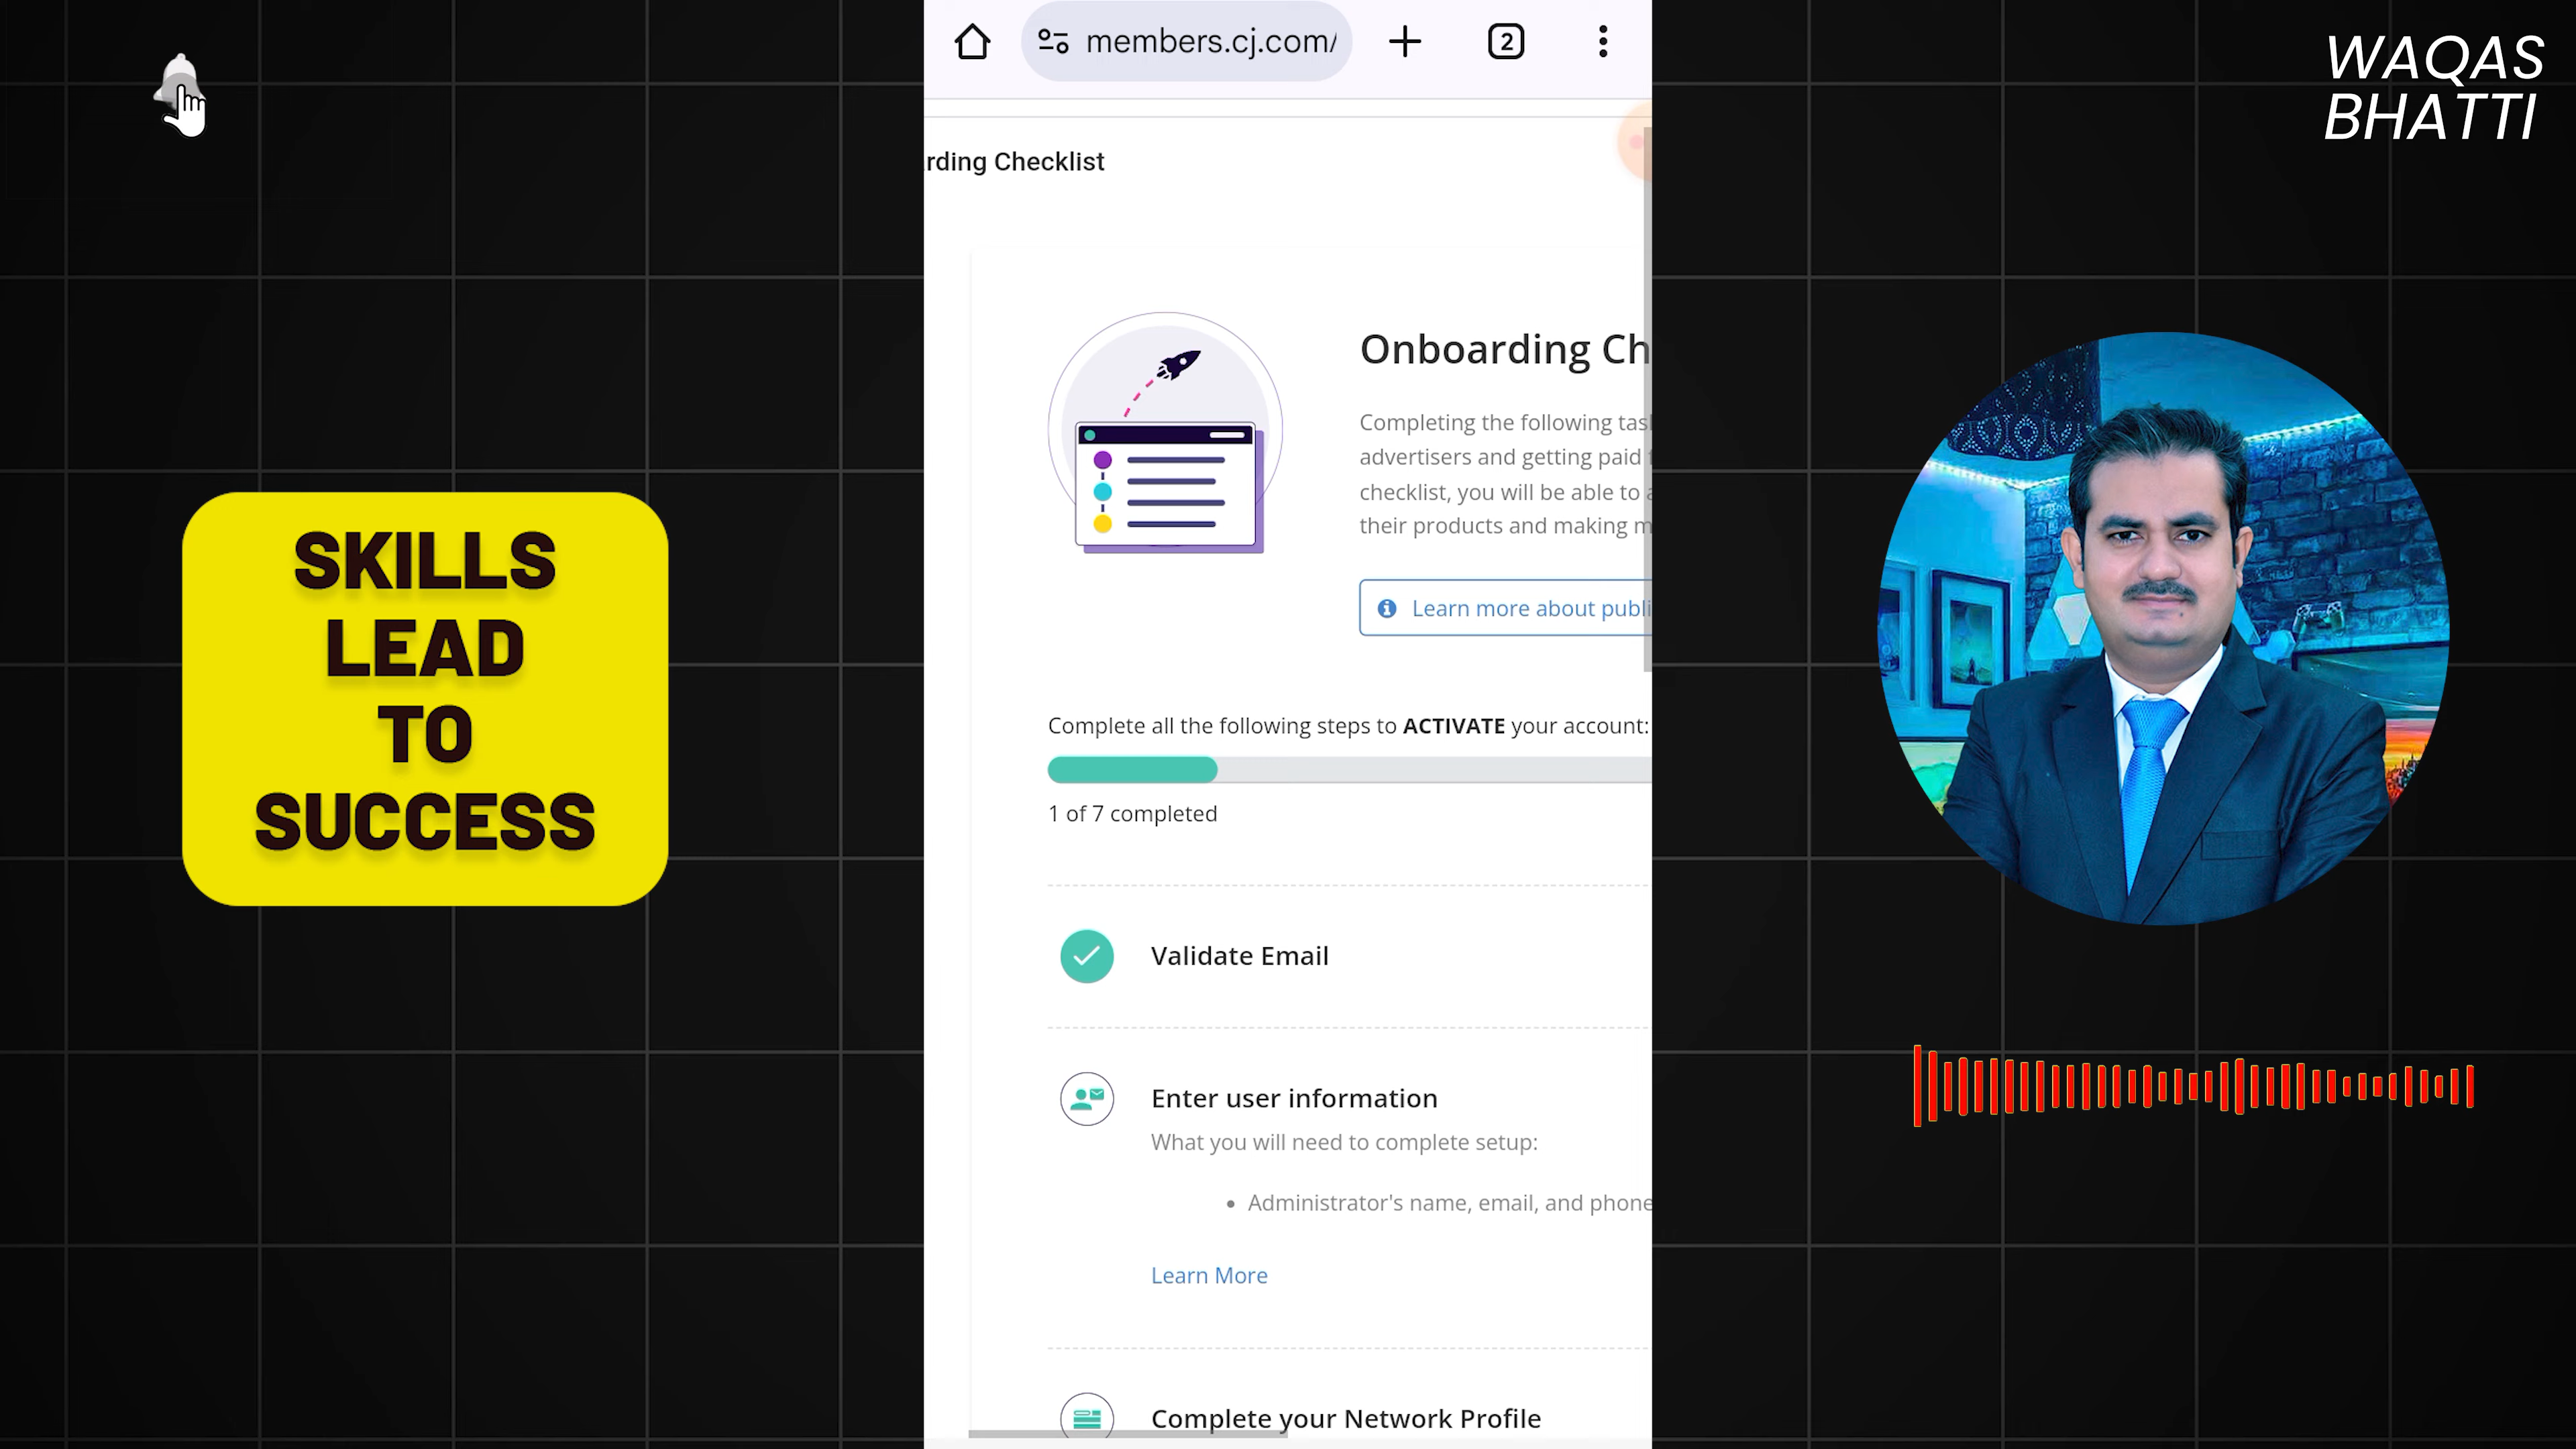 members.cj.com/
2
WAQAS
BHATTI
rding Checklist
Onboarding Ch
Completing the following tas
advertisers and getting paid
checklist, you will be able to a
their products and making m
Learn more about publi
SKILLS
LEAD
TO
SUCCESS
Complete all the following steps to ACTIVATE your account:
1 of 7 completed
Validate Email
Enter user information
What you will need to complete setup:
• Administrator's name, email, and phone
Learn More
Complete your Network Profile